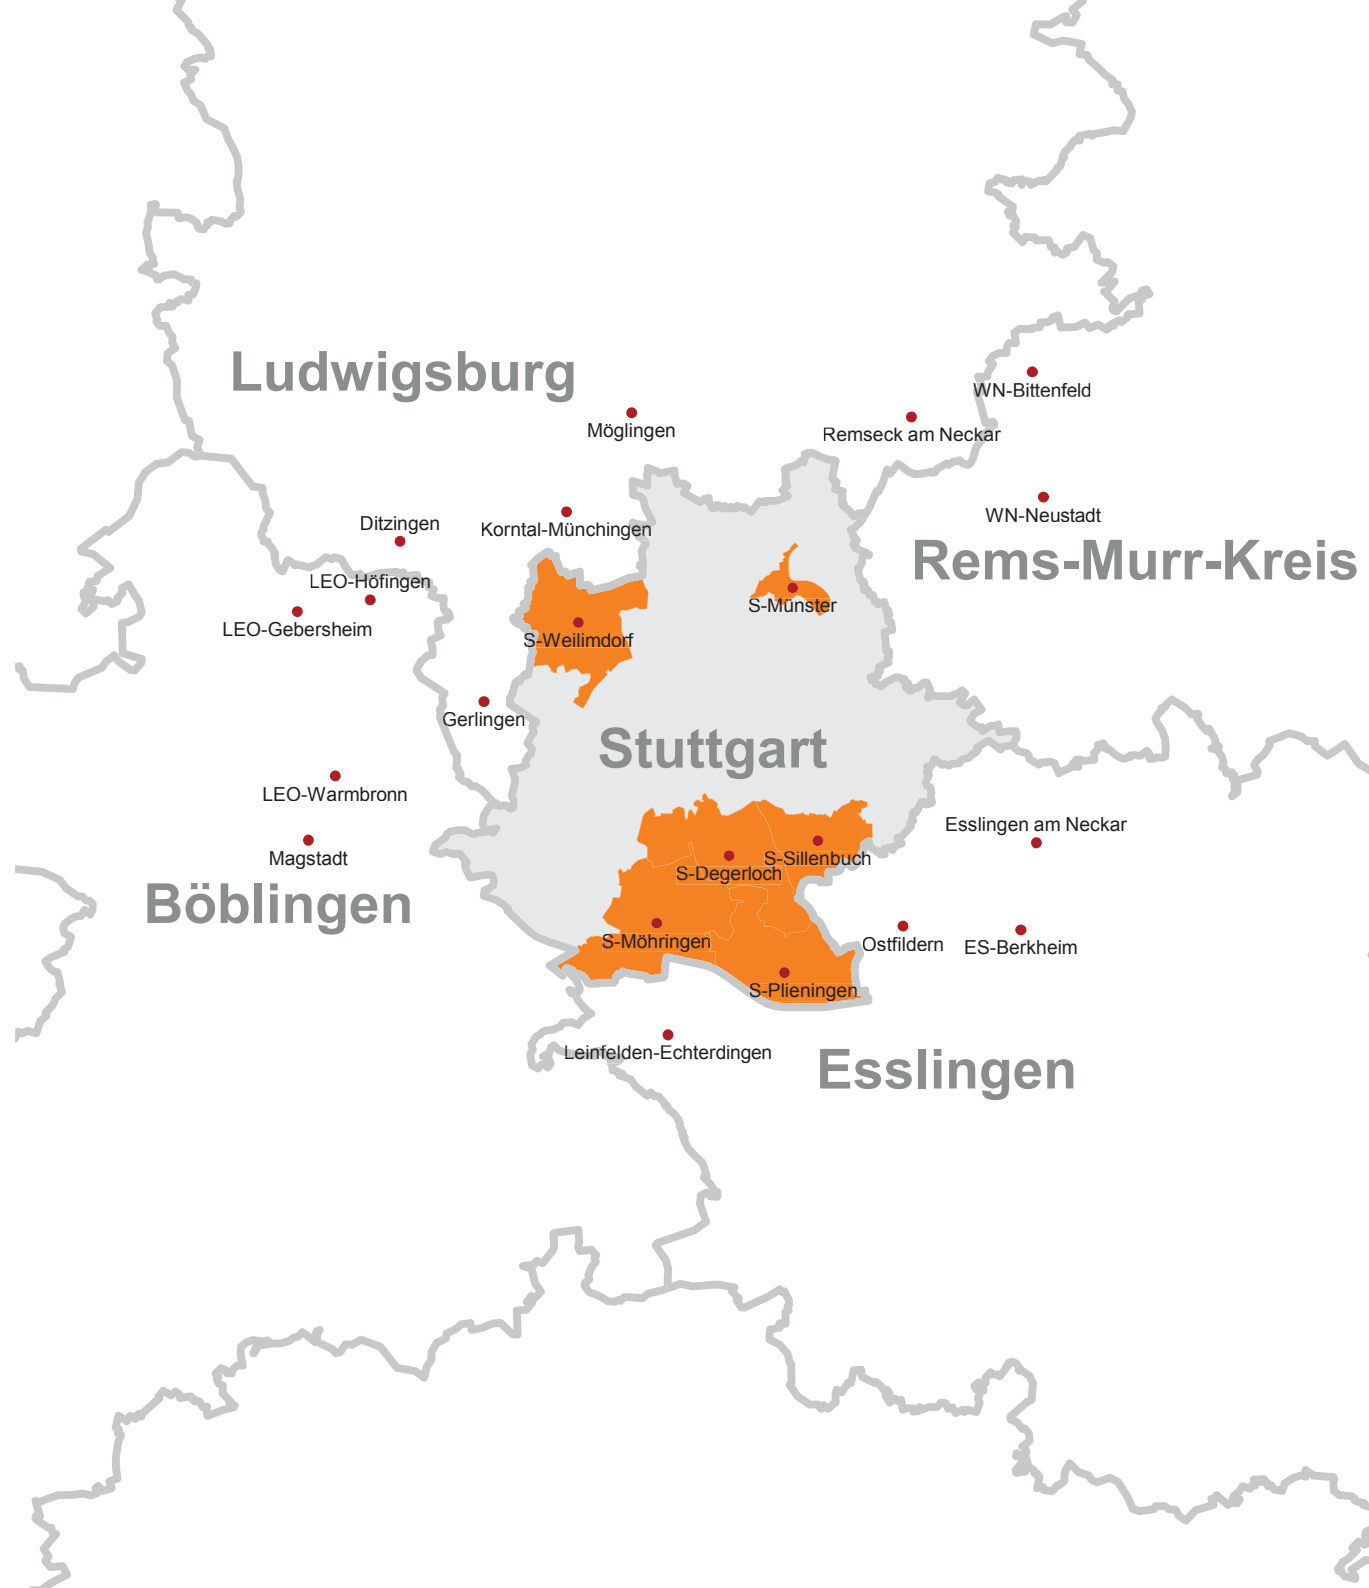 Ludwigsburg
WN-Bittenfeld
Möglingen
Remseck am Neckar
Ditzingen
Korntal-Münchingen
WN-Neustadt
Rems-Murr-Kreis
LEO-Höfingen
S-Münster
LEO-Gebersheim
S-Weilimdorf
Gerlingen
Stuttgart
LEO-Warmbronn
Esslingen am Neckar
Magstadt
S-Sillenbuch
S-Degerloch
Böblingen
S-Möhringen
Ostfildern
ES-Berkheim
S-Plieningen
Leinfelden-Echterdingen
Esslingen